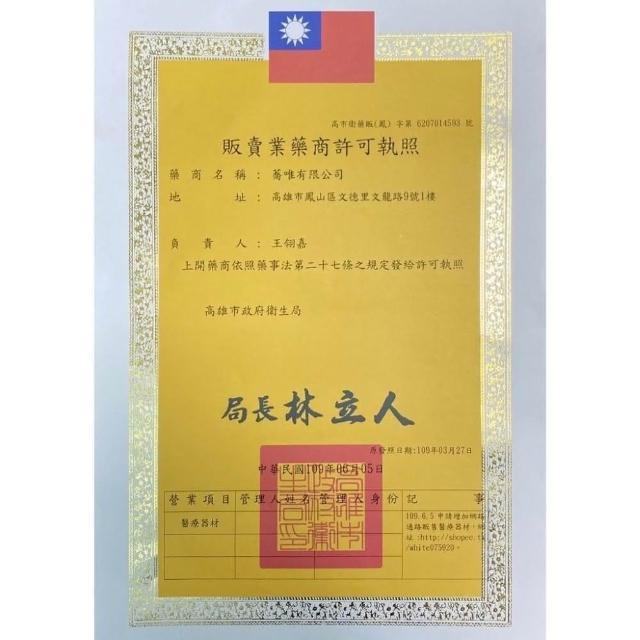 高市衛藥販(鳳) 字第 6207014593 號
販賣業藥商許可執照
藥商名稱：蕎唯有限公司
地址：高雄市鳳山區文德里文龍路9號1樓
負責人：王翎嘉
上開藥商依照藥事法第二十七條之規定發給許可執照
高雄市政府衛生局
局長 林立人
原發照日期:109年03月27日
中華民國109年06月05日
營業項目 管理人姓名 管理人身份 記事
醫療器材
109.6.5 申請增加網路
通路販售醫療器材，網
址:http://shopee.t
/white075920。